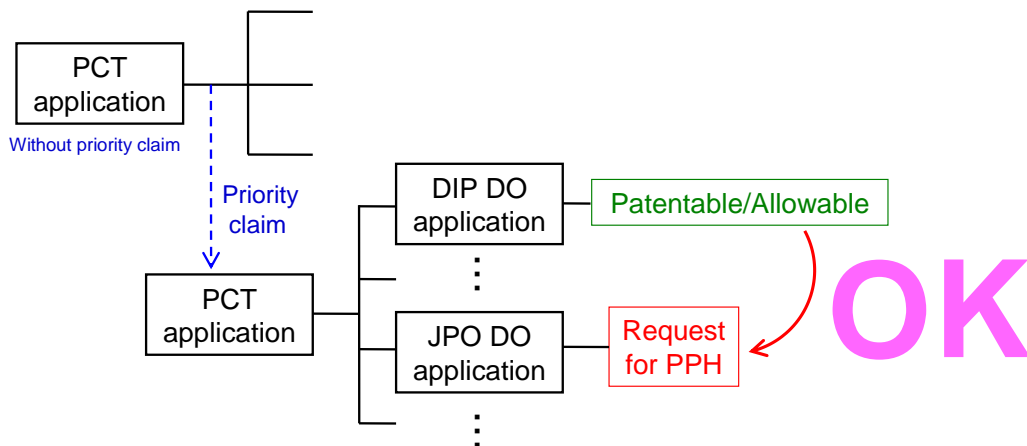 PCT
application
Without priority claim
Priority
claim
DIP DO
application
Patentable/Allowable
OK
PCT
application
JPO DO
application
Request
for PPH